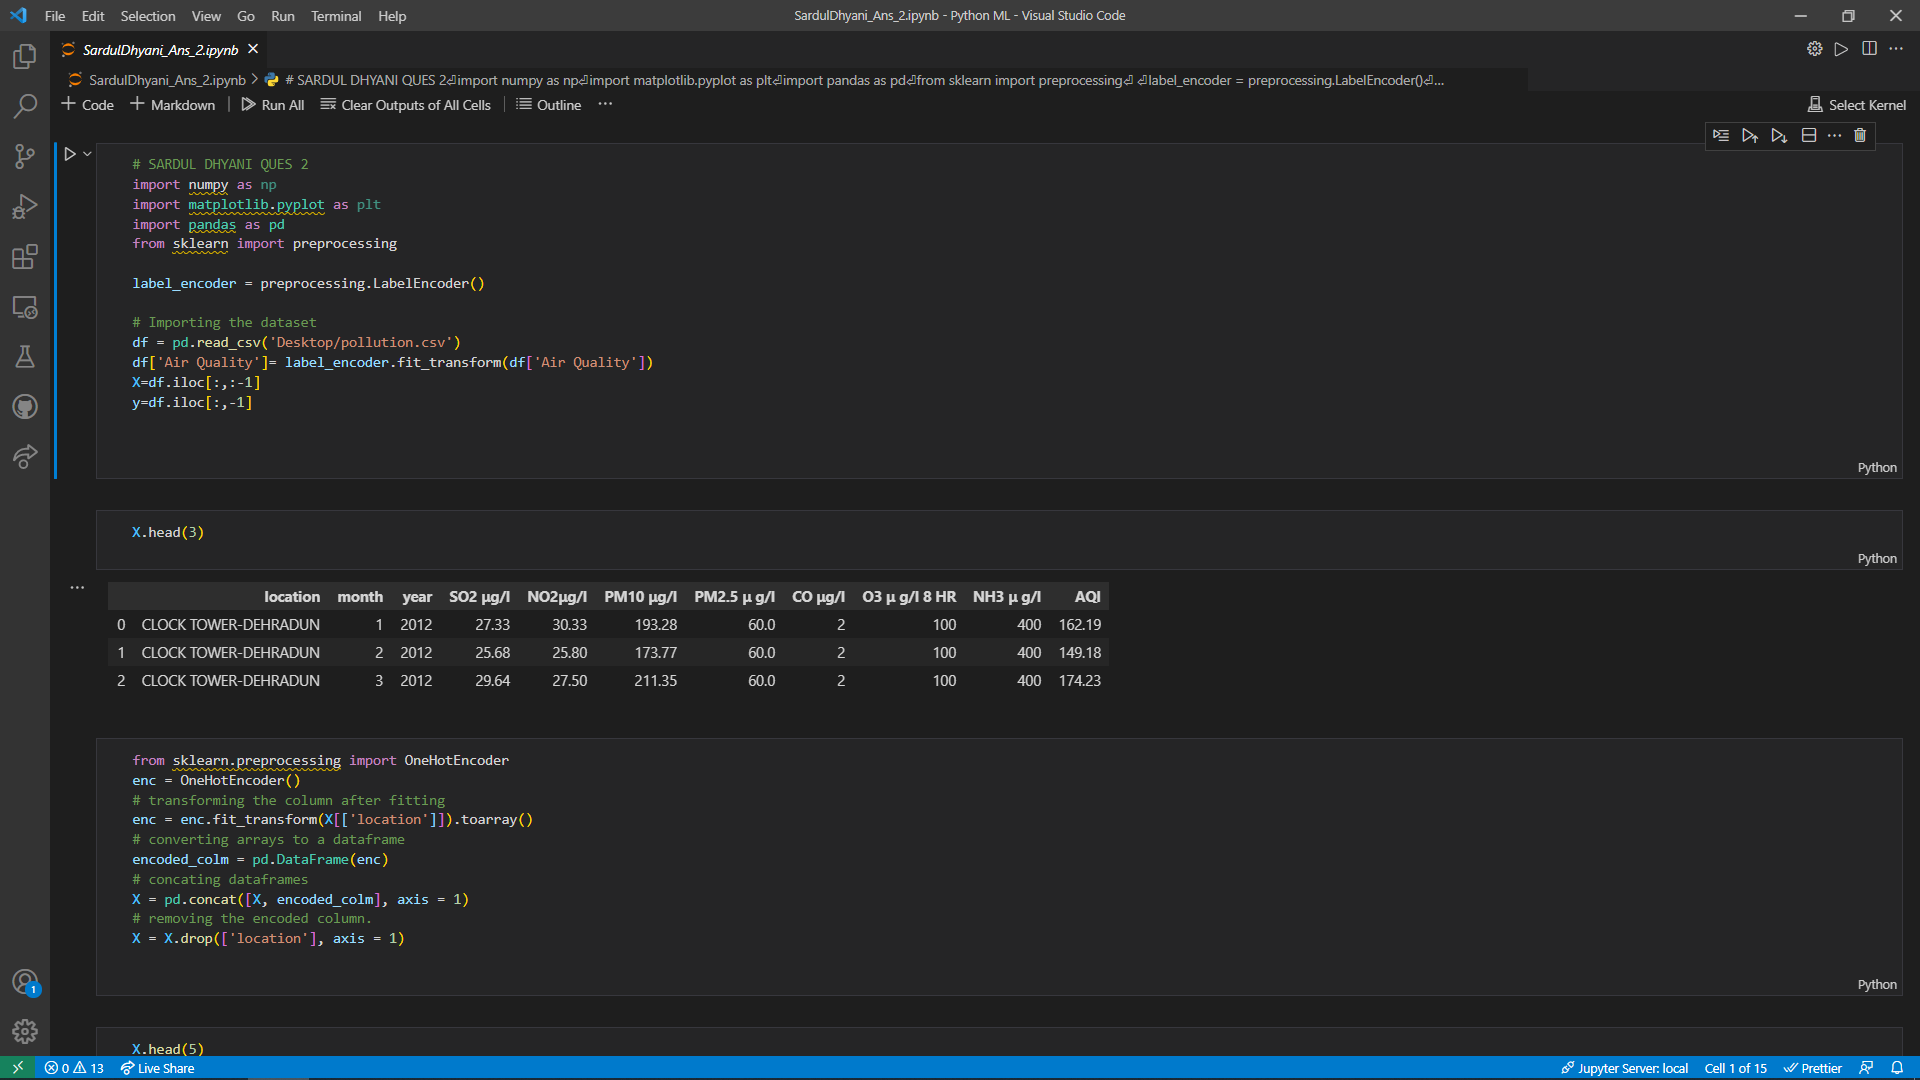 File Edit Selection View Go Run Terminal Help
SardulDhyani_Ans_2.ipynb - Python ML - Visual Studio Code
SardulDhyani_Ans_2.ipynb
SardulDhyani_Ans_2.ipynb > # SARDUL DHYANI QUES 2⏎import numpy as np⏎import matplotlib.pyplot as plt⏎import pandas as pd⏎from sklearn import preprocessing⏎ ⏎label_encoder = preprocessing.LabelEncoder()⏎...
+ Code + Markdown | Run All Clear Outputs of All Cells | Outline ...
Select Kernel
# SARDUL DHYANI QUES 2
import numpy as np
import matplotlib.pyplot as plt
import pandas as pd
from sklearn import preprocessing
label_encoder = preprocessing.LabelEncoder()
# Importing the dataset
df = pd.read_csv('Desktop/pollution.csv')
df['Air Quality']= label_encoder.fit_transform(df['Air Quality'])
X=df.iloc[:,:-1]
y=df.iloc[:,-1]
Python
X.head(3)
Python
location month year SO2 µg/l NO2µg/l PM10 µg/l PM2.5 µ g/l CO µg/l O3 µ g/l 8 HR NH3 µ g/l AQI
0 CLOCK TOWER-DEHRADUN 1 2012 27.33 30.33 193.28 60.0 2 100 400 162.19
1 CLOCK TOWER-DEHRADUN 2 2012 25.68 25.80 173.77 60.0 2 100 400 149.18
2 CLOCK TOWER-DEHRADUN 3 2012 29.64 27.50 211.35 60.0 2 100 400 174.23
from sklearn.preprocessing import OneHotEncoder
enc = OneHotEncoder()
# transforming the column after fitting
enc = enc.fit_transform(X[['location']]).toarray()
# converting arrays to a dataframe
encoded_colm = pd.DataFrame(enc)
# concating dataframes
X = pd.concat([X, encoded_colm], axis = 1)
# removing the encoded column.
X = X.drop(['location'], axis = 1)
Python
X.head(5)
1
0 13 Live Share
Jupyter Server: local Cell 1 of 15 Prettier